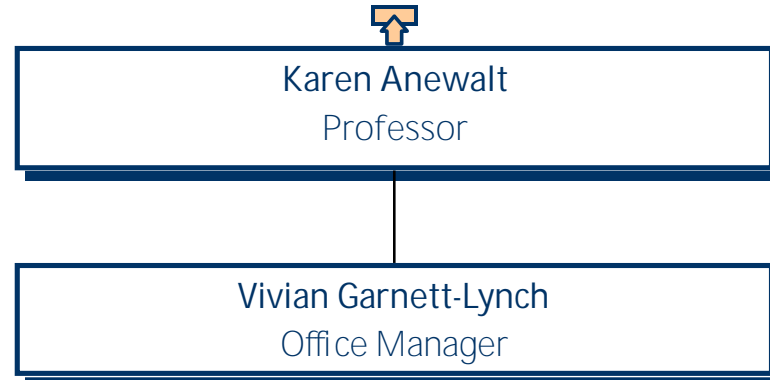 Karen Anewalt
Professor
Vivian Garnett-Lynch
Office Manager